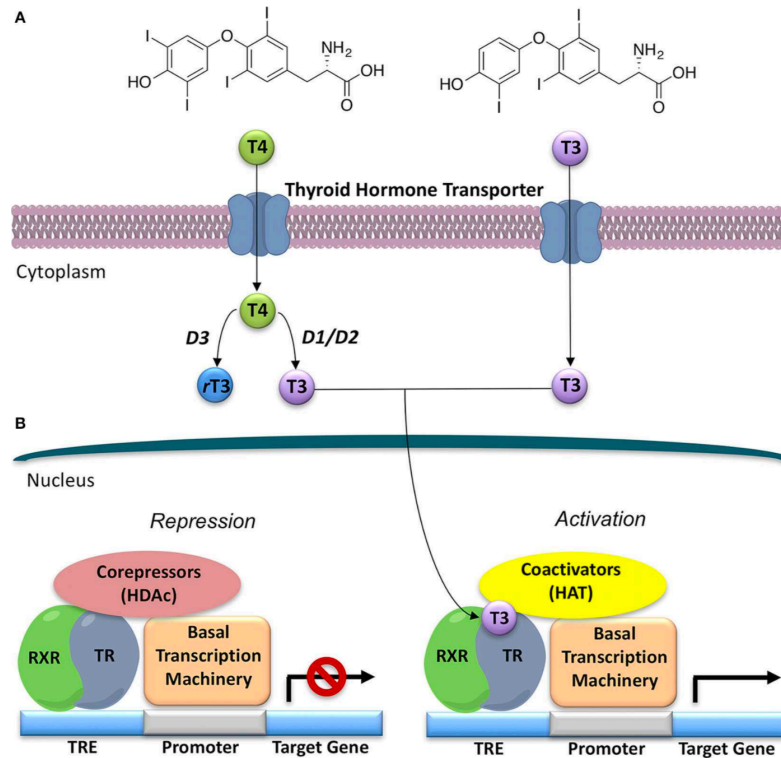 A
I
I
O
NH₂
HO
I
I
OH
O
I
O
NH₂
HO
I
I
OH
O
T4
T3
Thyroid Hormone Transporter
Cytoplasm
T4
D3
D1/D2
rT3
T3
T3
B
Nucleus
Repression
Activation
Corepressors
(HDAc)
RXR
TR
Basal
Transcription
Machinery
TRE
Promoter
Target Gene
Coactivators
(HAT)
T3
RXR
TR
Basal
Transcription
Machinery
TRE
Promoter
Target Gene